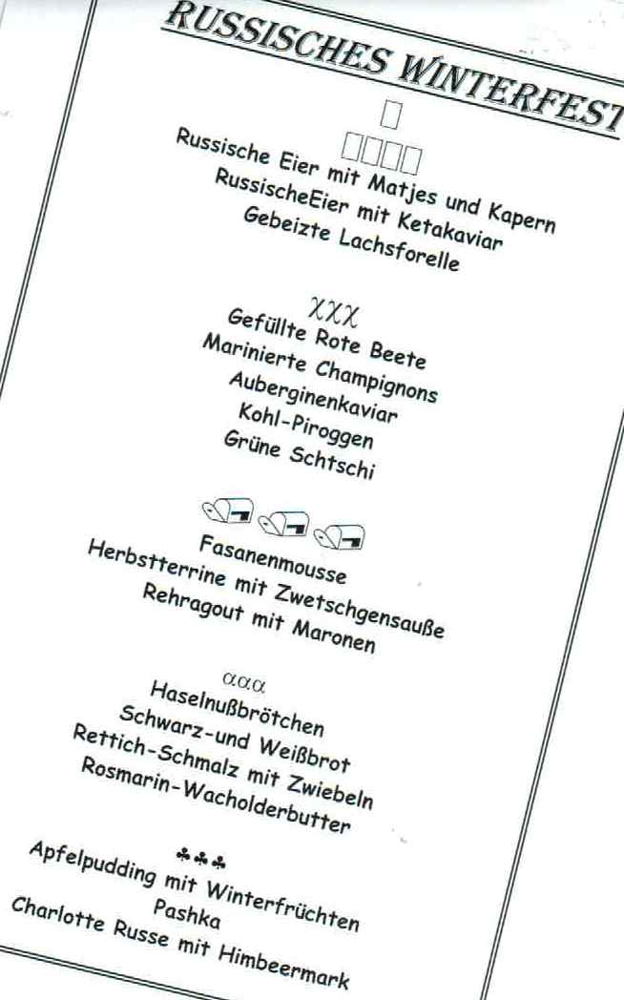 RUSSISCHES WINTERFEST
Russische Eier mit Matjes und Kapern
RussischeEier mit Ketakaviar
Gebeizte Lachsforelle
χχχ
Gefüllte Rote Beete
Marinierte Champignons
Auberginenkaviar
Kohl-Piroggen
Grüne Schtschi
Fasanenmousse
Herbstterrine mit Zwetschgensauße
Rehragout mit Maronen
ααα
Haselnußbrötchen
Schwarz-und Weißbrot
Rettich-Schmalz mit Zwiebeln
Rosmarin-Wacholderbutter
♣♣♣
Apfelpudding mit Winterfrüchten
Pashka
Charlotte Russe mit Himbeermark